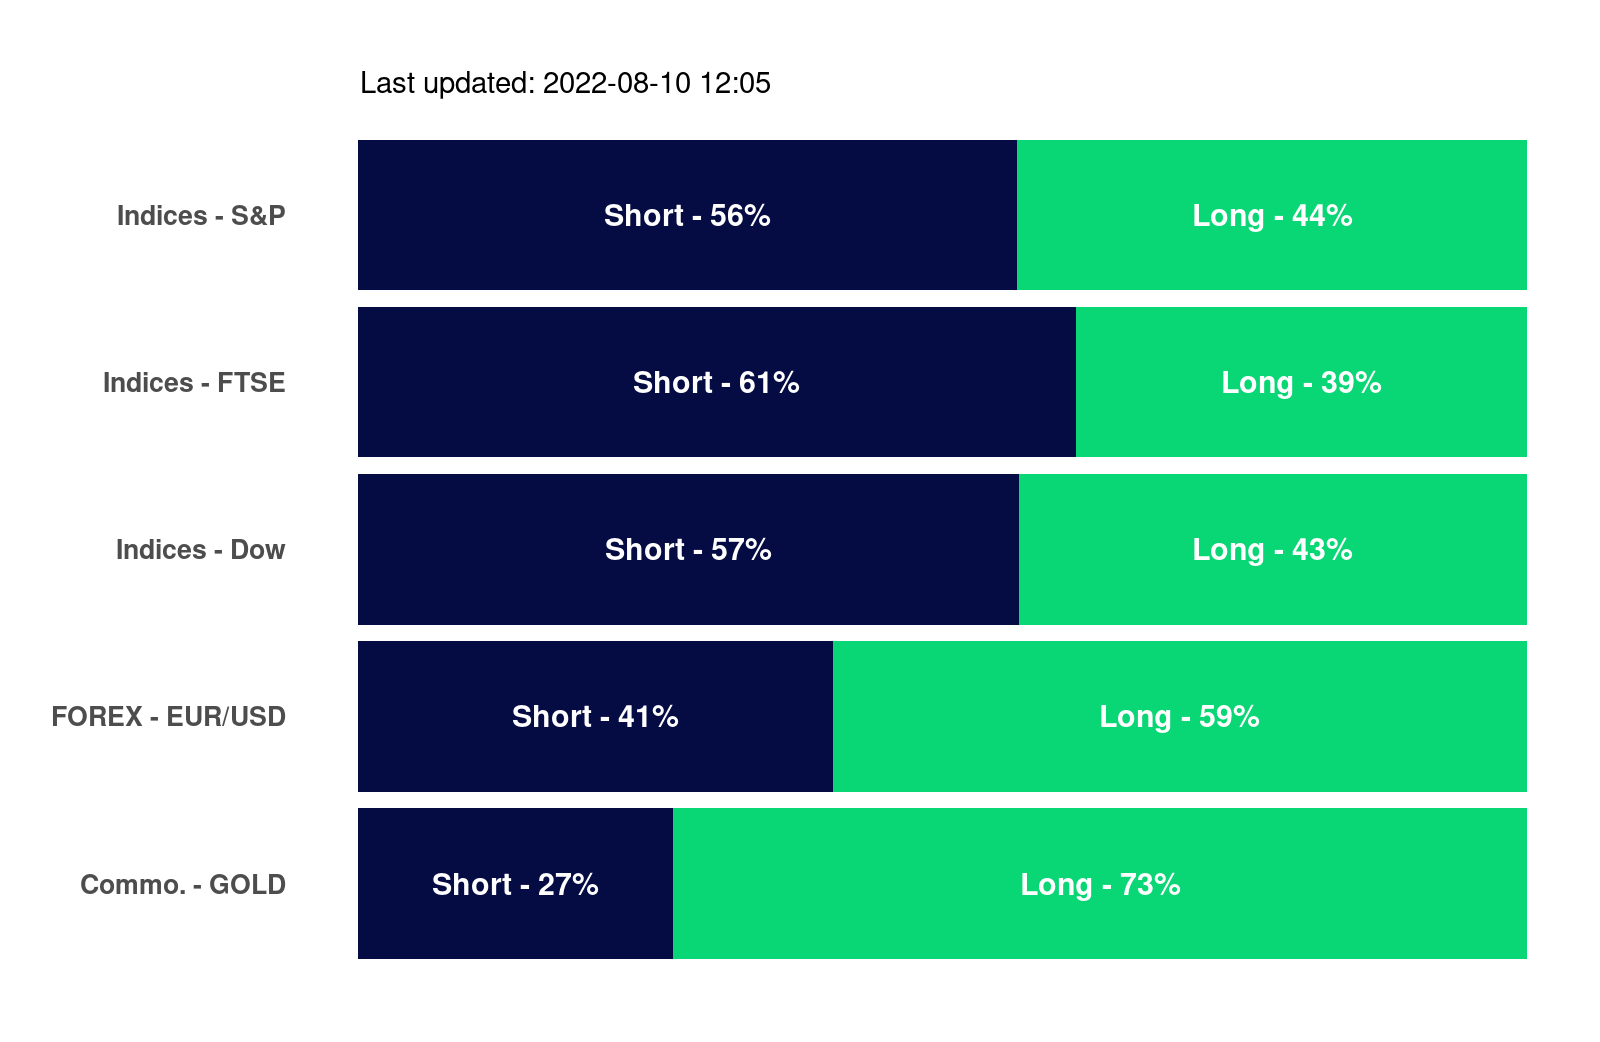 Last updated: 2022-08-10 12:05
Indices - S&P Short - 56% Long - 44%
Indices - FTSE Short - 61% Long - 39%
Indices - Dow Short - 57% Long - 43%
FOREX - EUR/USD Short - 41% Long - 59%
Commo. - GOLD Short - 27% Long - 73%